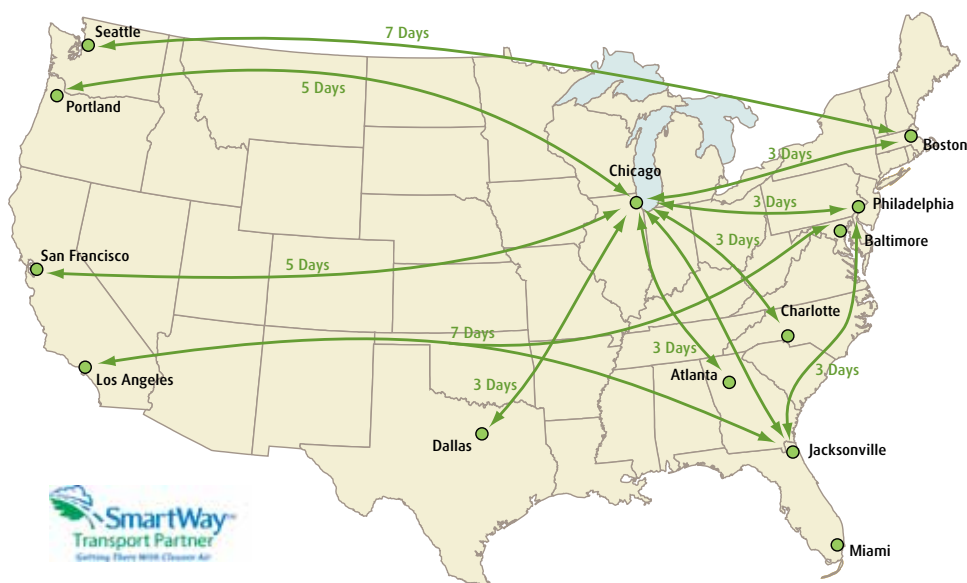 Seattle
7 Days
5 Days
Portland
Boston
3 Days
Chicago
3 Days
Philadelphia
3 Days
Baltimore
San Francisco
5 Days
Charlotte
7 Days
3 Days
Atlanta
3 Days
Los Angeles
3 Days
Dallas
Jacksonville
SmartWay
Transport Partner
Getting There With Cleaner Air
Miami